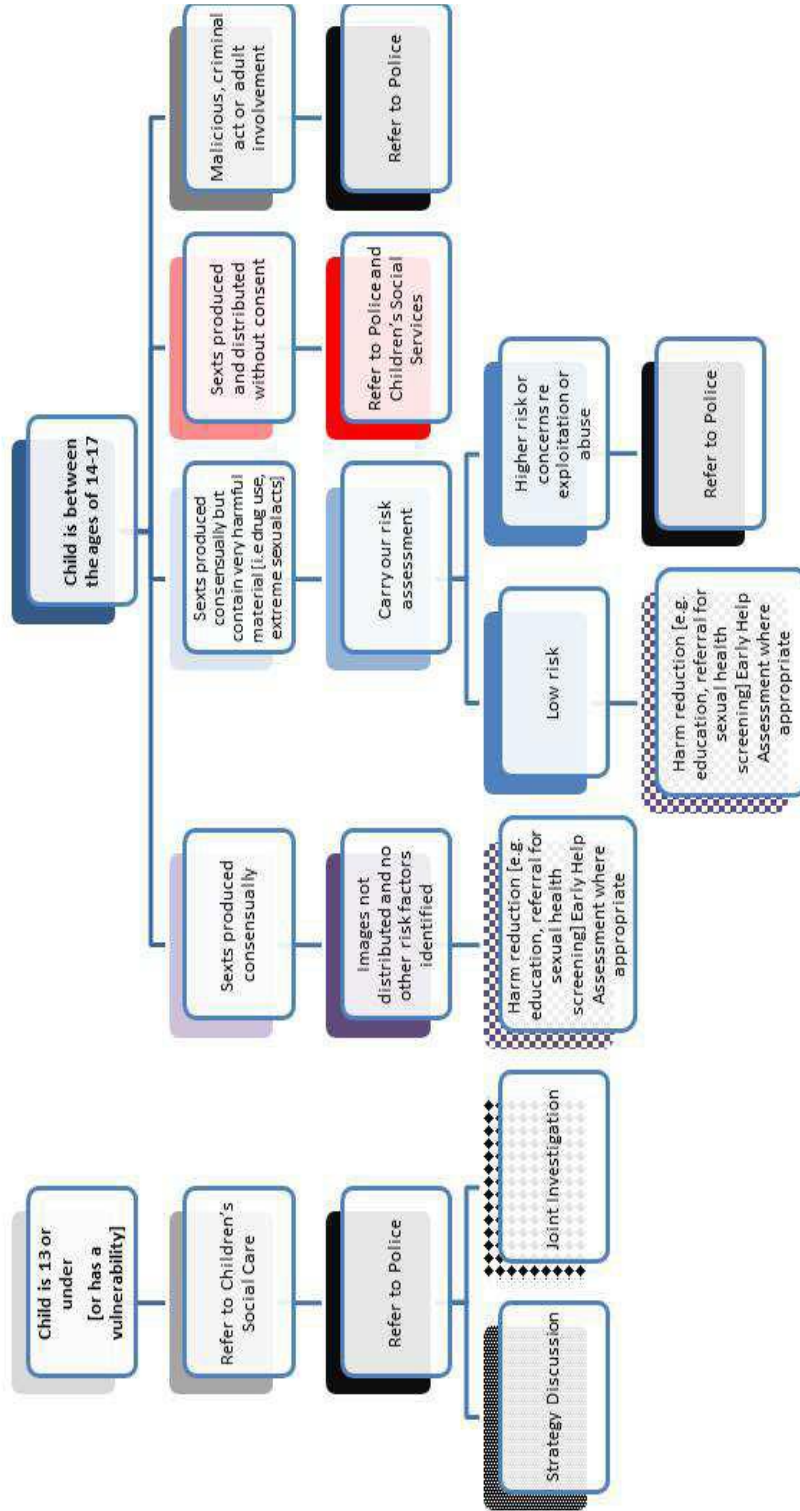 Child is 13 or
under
[or has a
vulnerability]
Refer to Children's
Social Care
Refer to Police
Strategy Discussion
Joint Investigation
Child is between
the ages of 14-17
Sexts produced
consensually
Images not
distributed and no
other risk factors
identified
Harm reduction [e.g.
education, referral for
sexual health
screening] Early Help
Assessment where
appropriate
Sexts produced
consensually but
contain very harmful
material [i.e drug use,
extreme sexual acts]
Carry our risk
assessment
Low risk
Harm reduction [e.g.
education, referral for
sexual health
screening] Early Help
Assessment where
appropriate
Higher risk or
concerns re
exploitation or
abuse
Refer to Police
Sexts produced
and distributed
without consent
Refer to Police and
Children's Social
Services
Malicious, criminal
act or adult
involvement
Refer to Police